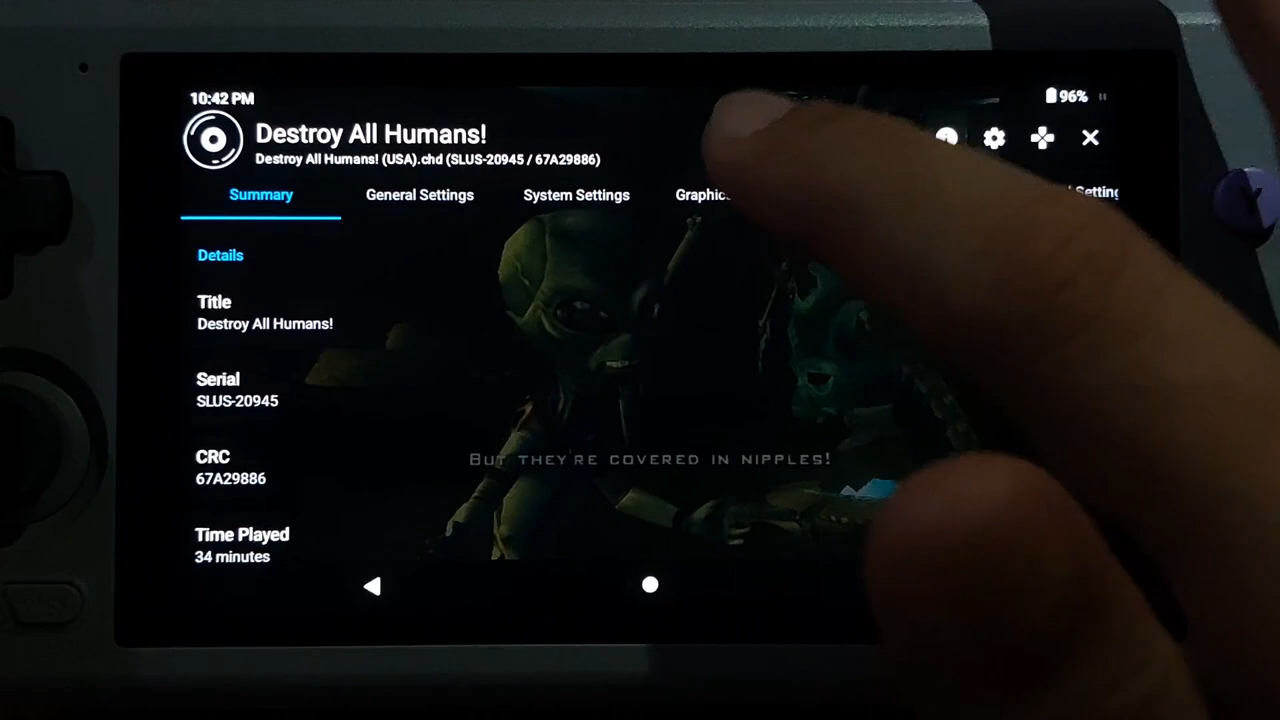 10:42 PM
96%
Destroy All Humans!
Destroy All Humans! (USA).chd (SLUS-20945 / 67A29886)
Summary
General Settings
System Settings
Graphics
Details
Title
Destroy All Humans!
Serial
SLUS-20945
CRC
67A29886
BUT THEY'RE COVERED IN NIPPLES!
Time Played
34 minutes
Y